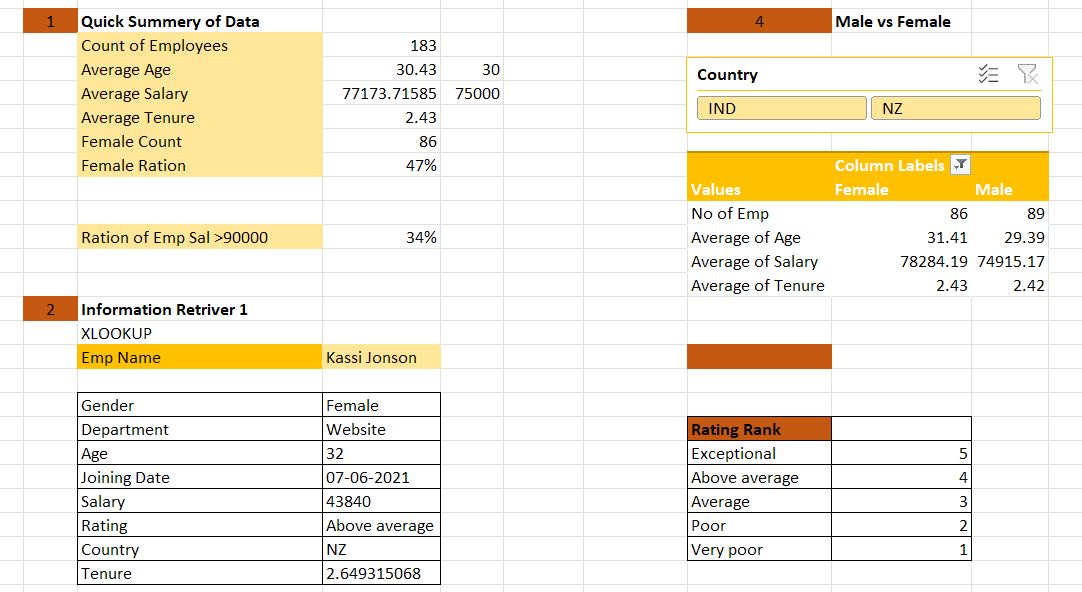 1 Quick Summery of Data
Count of Employees 183
Average Age 30.43 30
Average Salary 77173.71585 75000
Average Tenure 2.43
Female Count 86
Female Ration 47%
Ration of Emp Sal >90000 34%
2 Information Retriver 1
XLOOKUP
Emp Name Kassi Jonson
Gender Female
Department Website
Age 32
Joining Date 07-06-2021
Salary 43840
Rating Above average
Country NZ
Tenure 2.649315068
4 Male vs Female
Country
IND NZ
Column Labels
Values Female Male
No of Emp 86 89
Average of Age 31.41 29.39
Average of Salary 78284.19 74915.17
Average of Tenure 2.43 2.42
Rating Rank
Exceptional 5
Above average 4
Average 3
Poor 2
Very poor 1